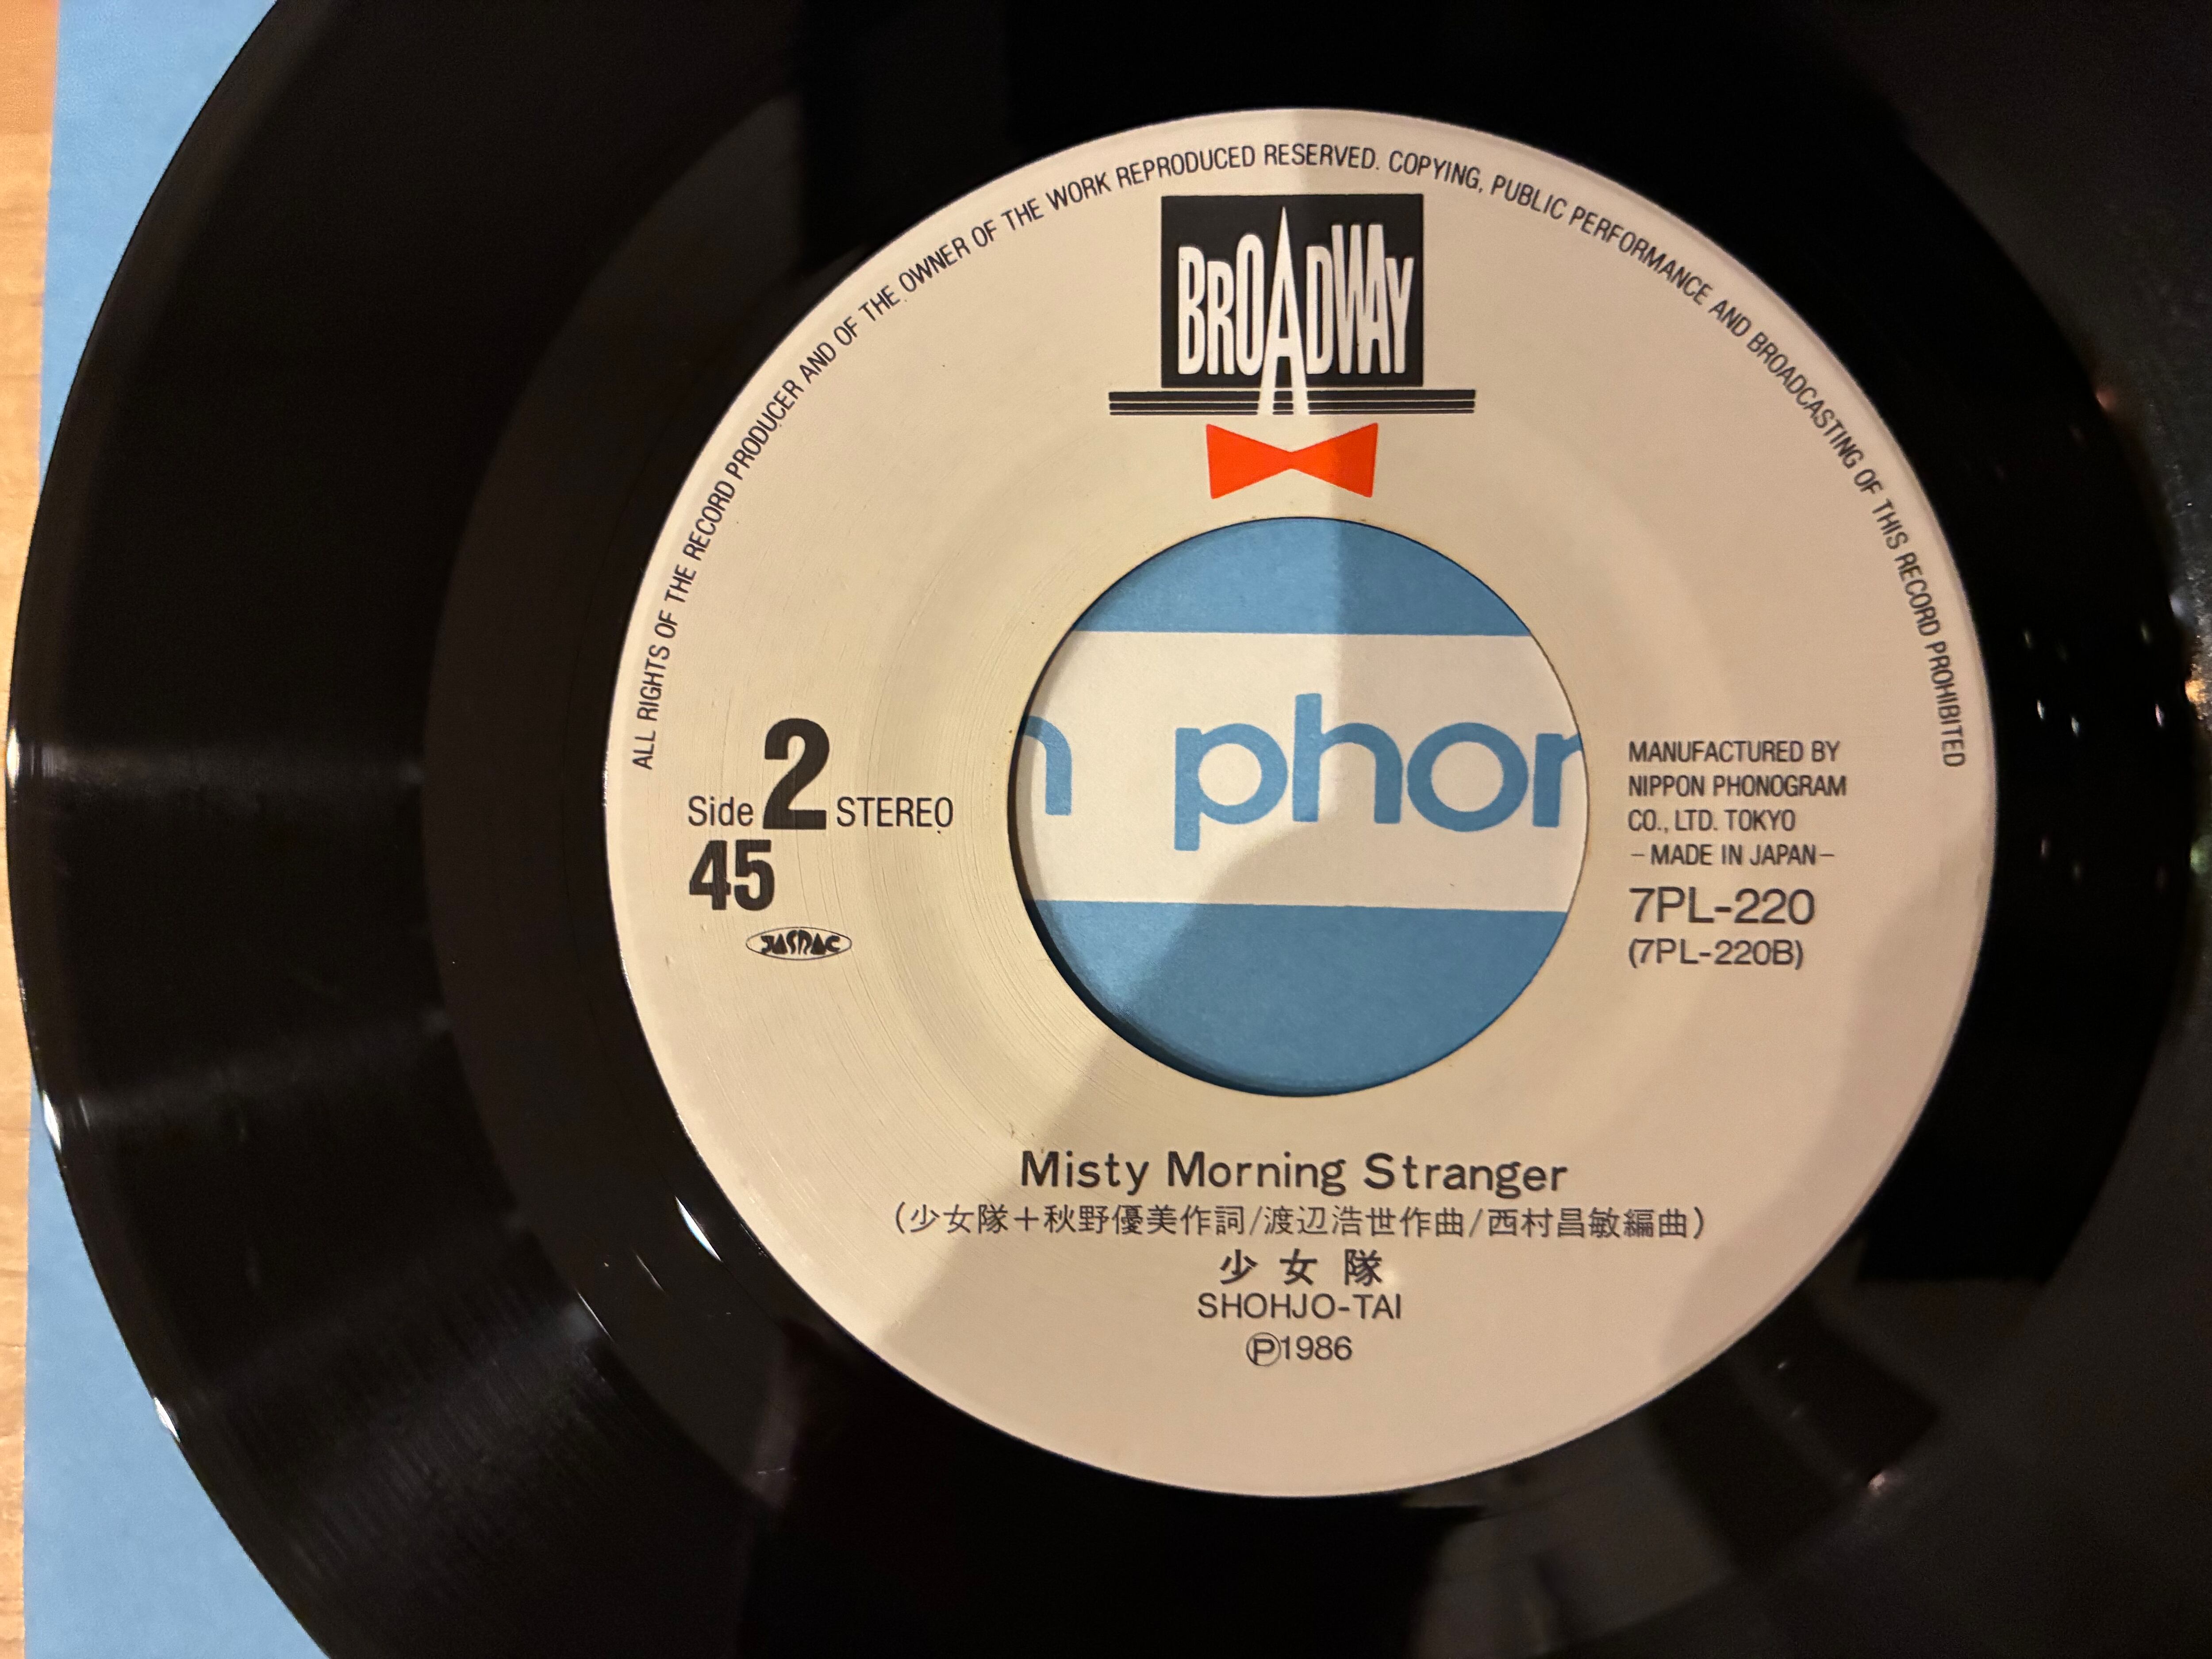 ALL RIGHTS OF THE RECORD PRODUCER AND OF THE OWNER OF THE WORK REPRODUCED RESERVED. COPYING, PUBLIC PERFORMANCE AND BROADCASTING OF THIS RECORD PROHIBITED
BROADWAY
n phon
Side 2 STEREO
45
JASRAC
MANUFACTURED BY
NIPPON PHONOGRAM
CO., LTD. TOKYO
–MADE IN JAPAN–
7PL-220
(7PL-220B)
Misty Morning Stranger
(少女隊+秋野優美作詞/渡辺浩世作曲/西村昌敏編曲)
少女隊
SHOHJO-TAI
Ⓟ1986